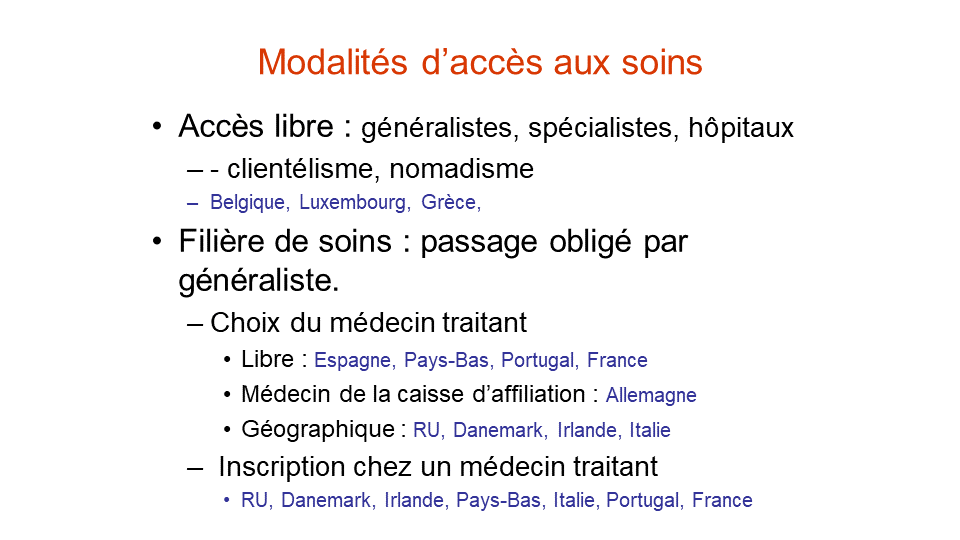 Modalités d’accès aux soins
• Accès libre : généralistes, spécialistes, hôpitaux
– - clientélisme, nomadisme
– Belgique, Luxembourg, Grèce,
• Filière de soins : passage obligé par
généraliste.
– Choix du médecin traitant
• Libre : Espagne, Pays-Bas, Portugal, France
• Médecin de la caisse d’affiliation : Allemagne
• Géographique : RU, Danemark, Irlande, Italie
– Inscription chez un médecin traitant
• RU, Danemark, Irlande, Pays-Bas, Italie, Portugal, France